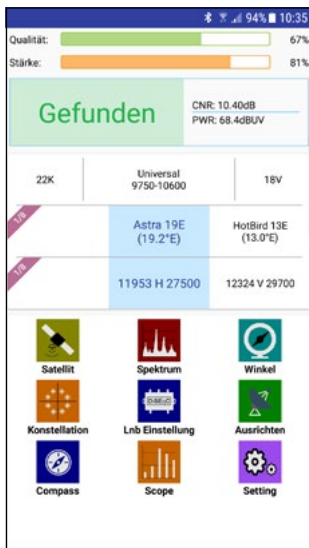 94% 10:35
Qualität: 67%
Stärke: 81%
Gefunden
CNR: 10.40dB
PWR: 68.4dBUV
22K
Universal
9750-10600
18V
1/8
Astra 19E
(19.2°E)
HotBird 13E
(13.0°E)
1/8
11953 H 27500
12324 V 29700
Satellit
Spektrum
Winkel
Konstellation
Lnb Einstellung
Ausrichten
Compass
Scope
Setting